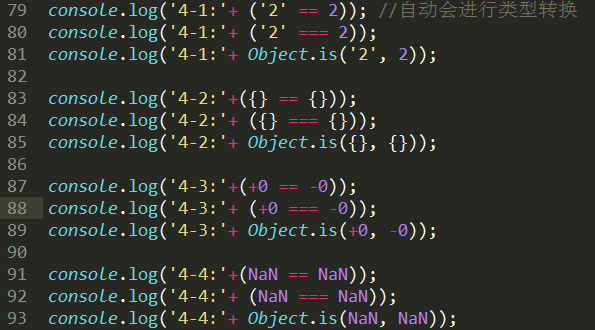 79 console.log('4-1:'+ ('2' == 2)); //自动会进行类型转换
80 console.log('4-1:'+ ('2' === 2));
81 console.log('4-1:'+ Object.is('2', 2));
82
83 console.log('4-2:'+({} == {}));
84 console.log('4-2:'+ ({} === {}));
85 console.log('4-2:'+ Object.is({}, {}));
86
87 console.log('4-3:'+(+0 == -0));
88 console.log('4-3:'+ (+0 === -0));
89 console.log('4-3:'+ Object.is(+0, -0));
90
91 console.log('4-4:'+(NaN == NaN));
92 console.log('4-4:'+ (NaN === NaN));
93 console.log('4-4:'+ Object.is(NaN, NaN));